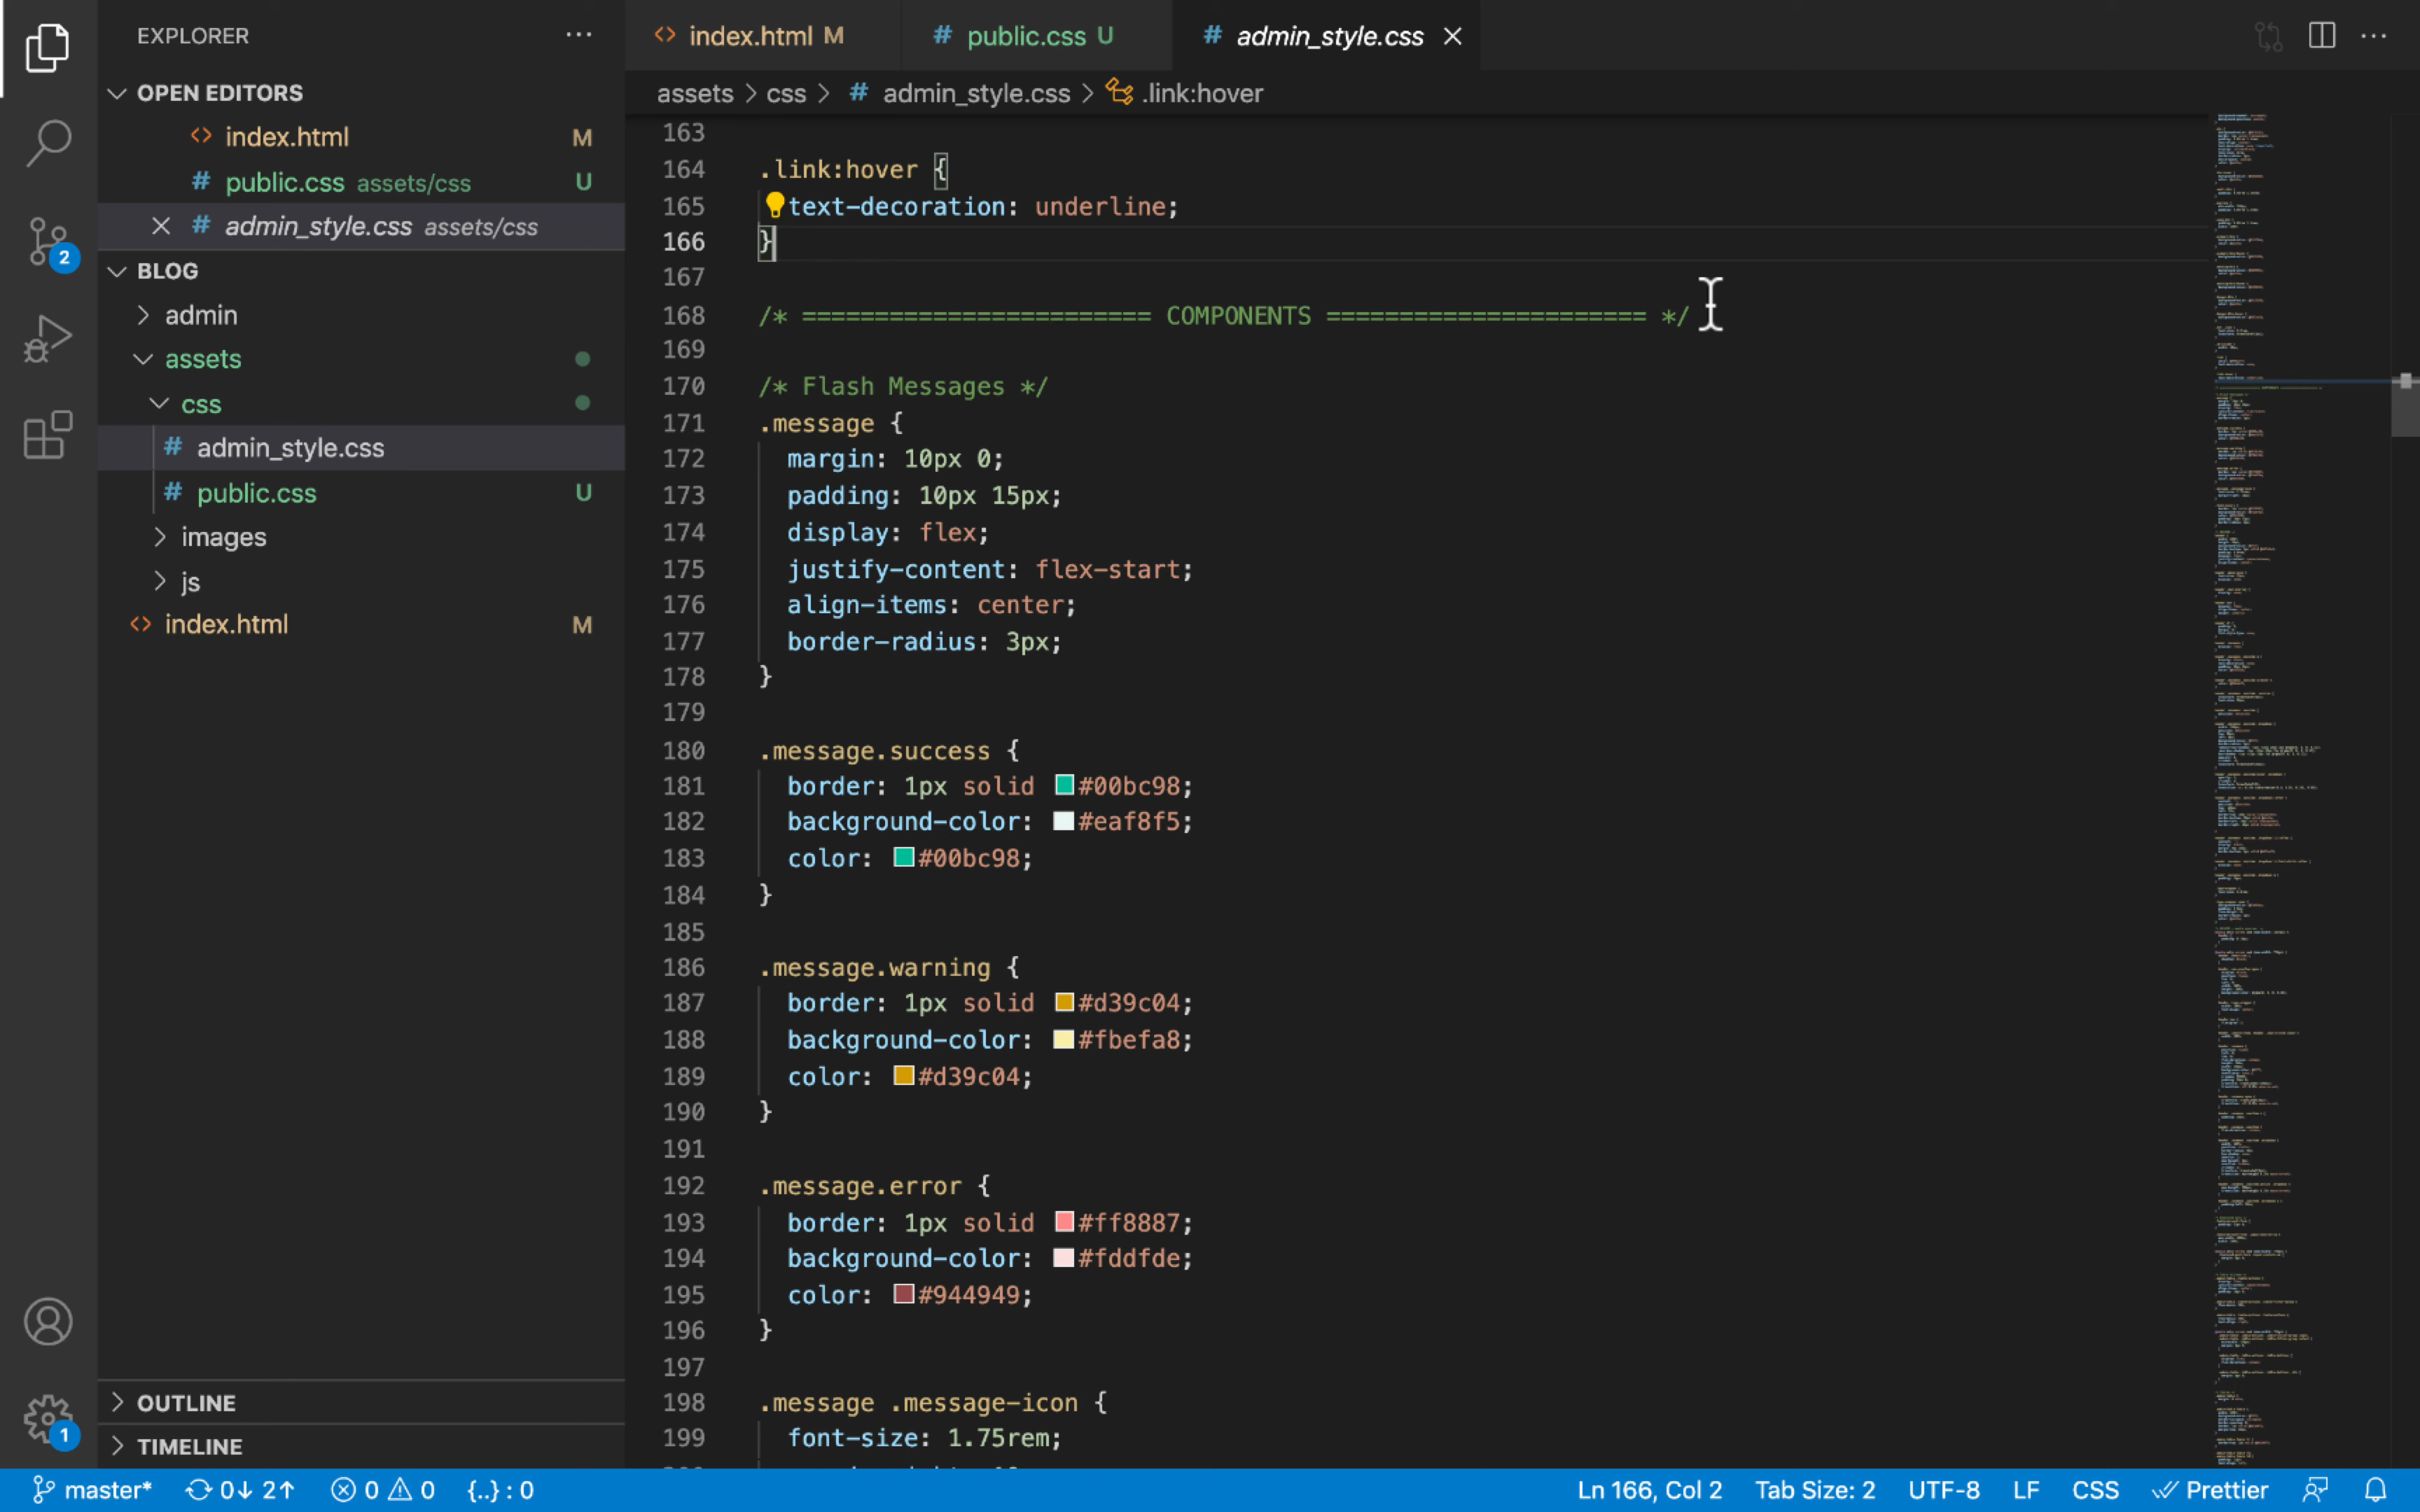 EXPLORER
OPEN EDITORS
index.html M
public.css assets/css U
admin_style.css assets/css
BLOG
admin
assets
css
admin_style.css
public.css U
images
js
index.html M
OUTLINE
TIMELINE
2
1
index.html M
public.css U
admin_style.css
assets > css > # admin_style.css > .link:hover
163
164 .link:hover {
165 text-decoration: underline;
166 }
167
168 /* ======================== COMPONENTS ====================== */
169
170 /* Flash Messages */
171 .message {
172 margin: 10px 0;
173 padding: 10px 15px;
174 display: flex;
175 justify-content: flex-start;
176 align-items: center;
177 border-radius: 3px;
178 }
179
180 .message.success {
181 border: 1px solid #00bc98;
182 background-color: #eaf8f5;
183 color: #00bc98;
184 }
185
186 .message.warning {
187 border: 1px solid #d39c04;
188 background-color: #fbefa8;
189 color: #d39c04;
190 }
191
192 .message.error {
193 border: 1px solid #ff8887;
194 background-color: #fddfde;
195 color: #944949;
196 }
197
198 .message .message-icon {
199 font-size: 1.75rem;
master* 0↓ 2↑ 0 0 {..} : 0
Ln 166, Col 2 Tab Size: 2 UTF-8 LF CSS Prettier